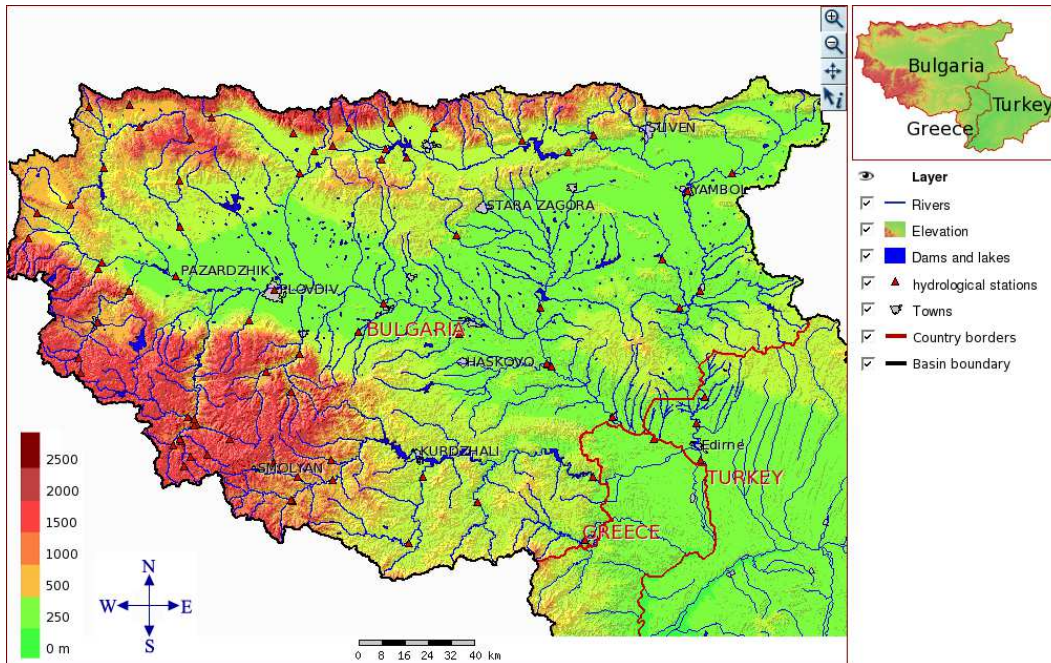 SLIVEN
YAMBOL
STARA ZAGORA
PAZARDZHIK
PLOVDIV
BULGARIA
HASKOVO
Edirne
KURDZHALI
SMOLYAN
TURKEY
GREECE
2500
2000
1500
1000
500
250
0 m
N
W E
S
0 8 16 24 32 40 km
i
Bulgaria
Turkey
Greece
Layer
Rivers
Elevation
Dams and lakes
hydrological stations
Towns
Country borders
Basin boundary